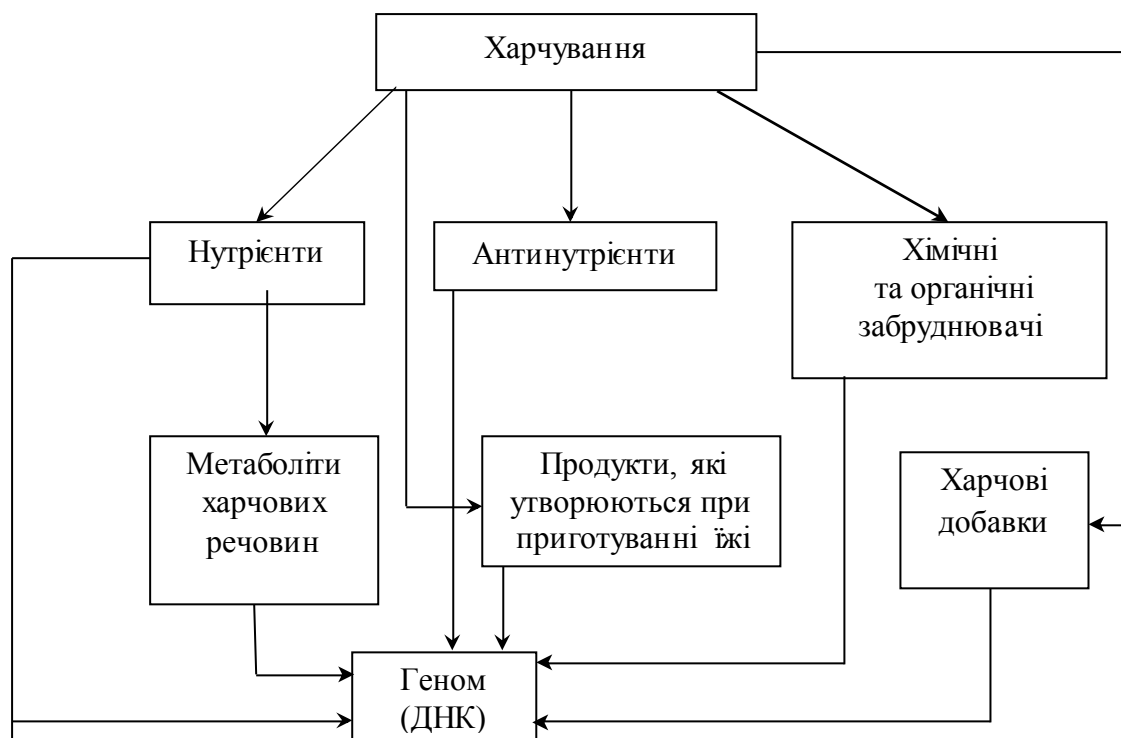 Харчування
Нутрієнти
Антинутрієнти
Хімічні
та органічні
забруднювачі
Метаболіти
харчових
речовин
Продукти, які
утворюються при
приготуванні їжі
Харчові
добавки
Геном
(ДНК)